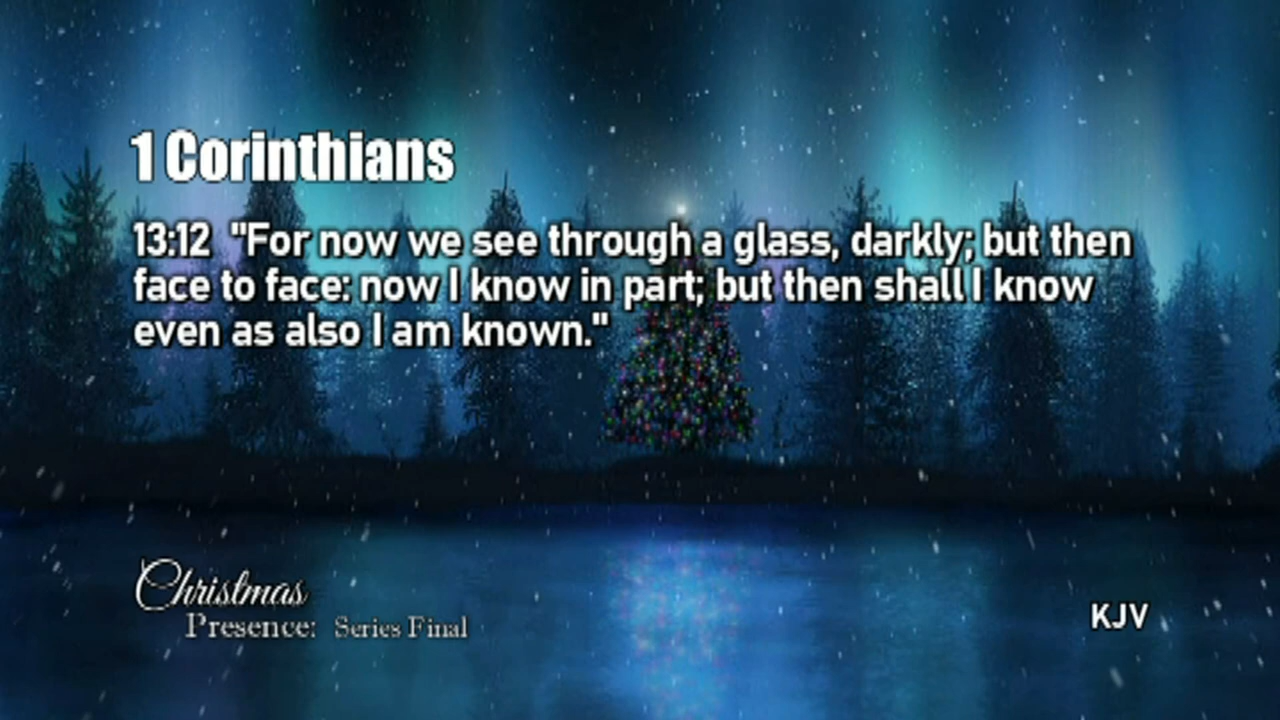 1 Corinthians
13:12 "For now we see through a glass, darkly; but then
face to face: now I know in part; but then shall I know
even as also I am known."
Christmas
Presence: Series Final
KJV